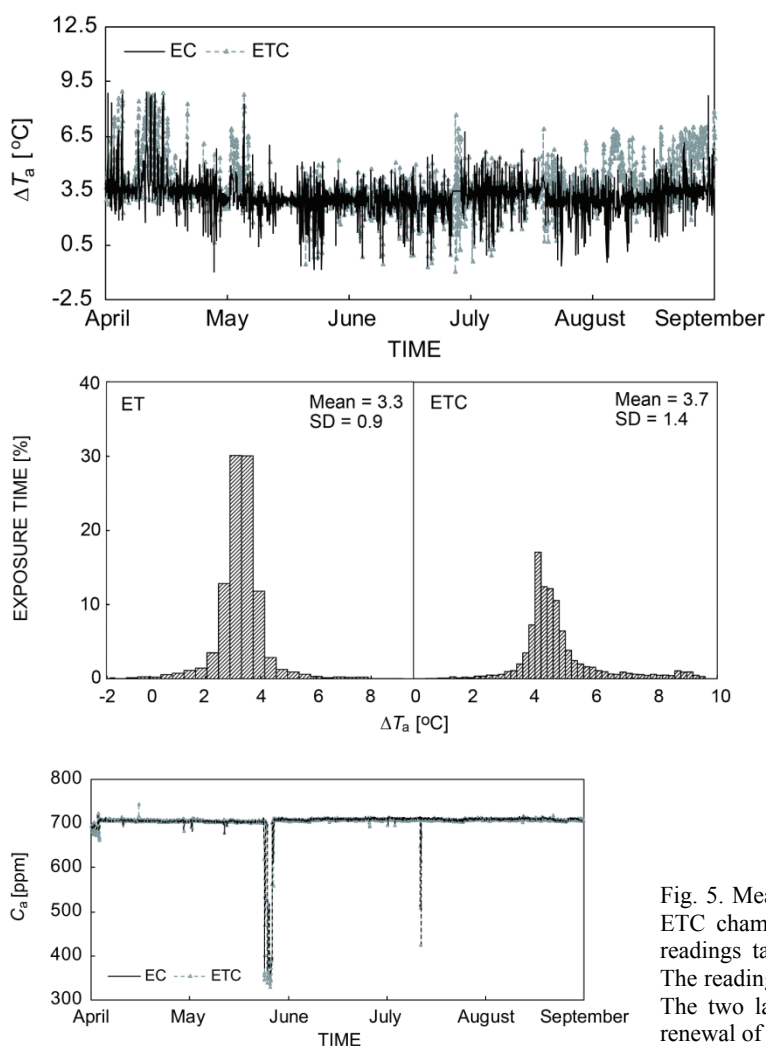 12.5
EC ETC
9.5
6.5
3.5
0.5
-2.5
ΔTa [°C]
April May June July August September
TIME
40
30
20
10
0
EXPOSURE TIME [%]
ET
Mean = 3.3
SD = 0.9
ETC
Mean = 3.7
SD = 1.4
-2 0 2 4 6 8 0 2 4 6 8 10
ΔTa [°C]
800
700
600
500
400
300
Ca [ppm]
EC ETC
April May June July August September
TIME
Fig. 5. Mea
ETC cham
readings ta
The reading
The two la
renewal of